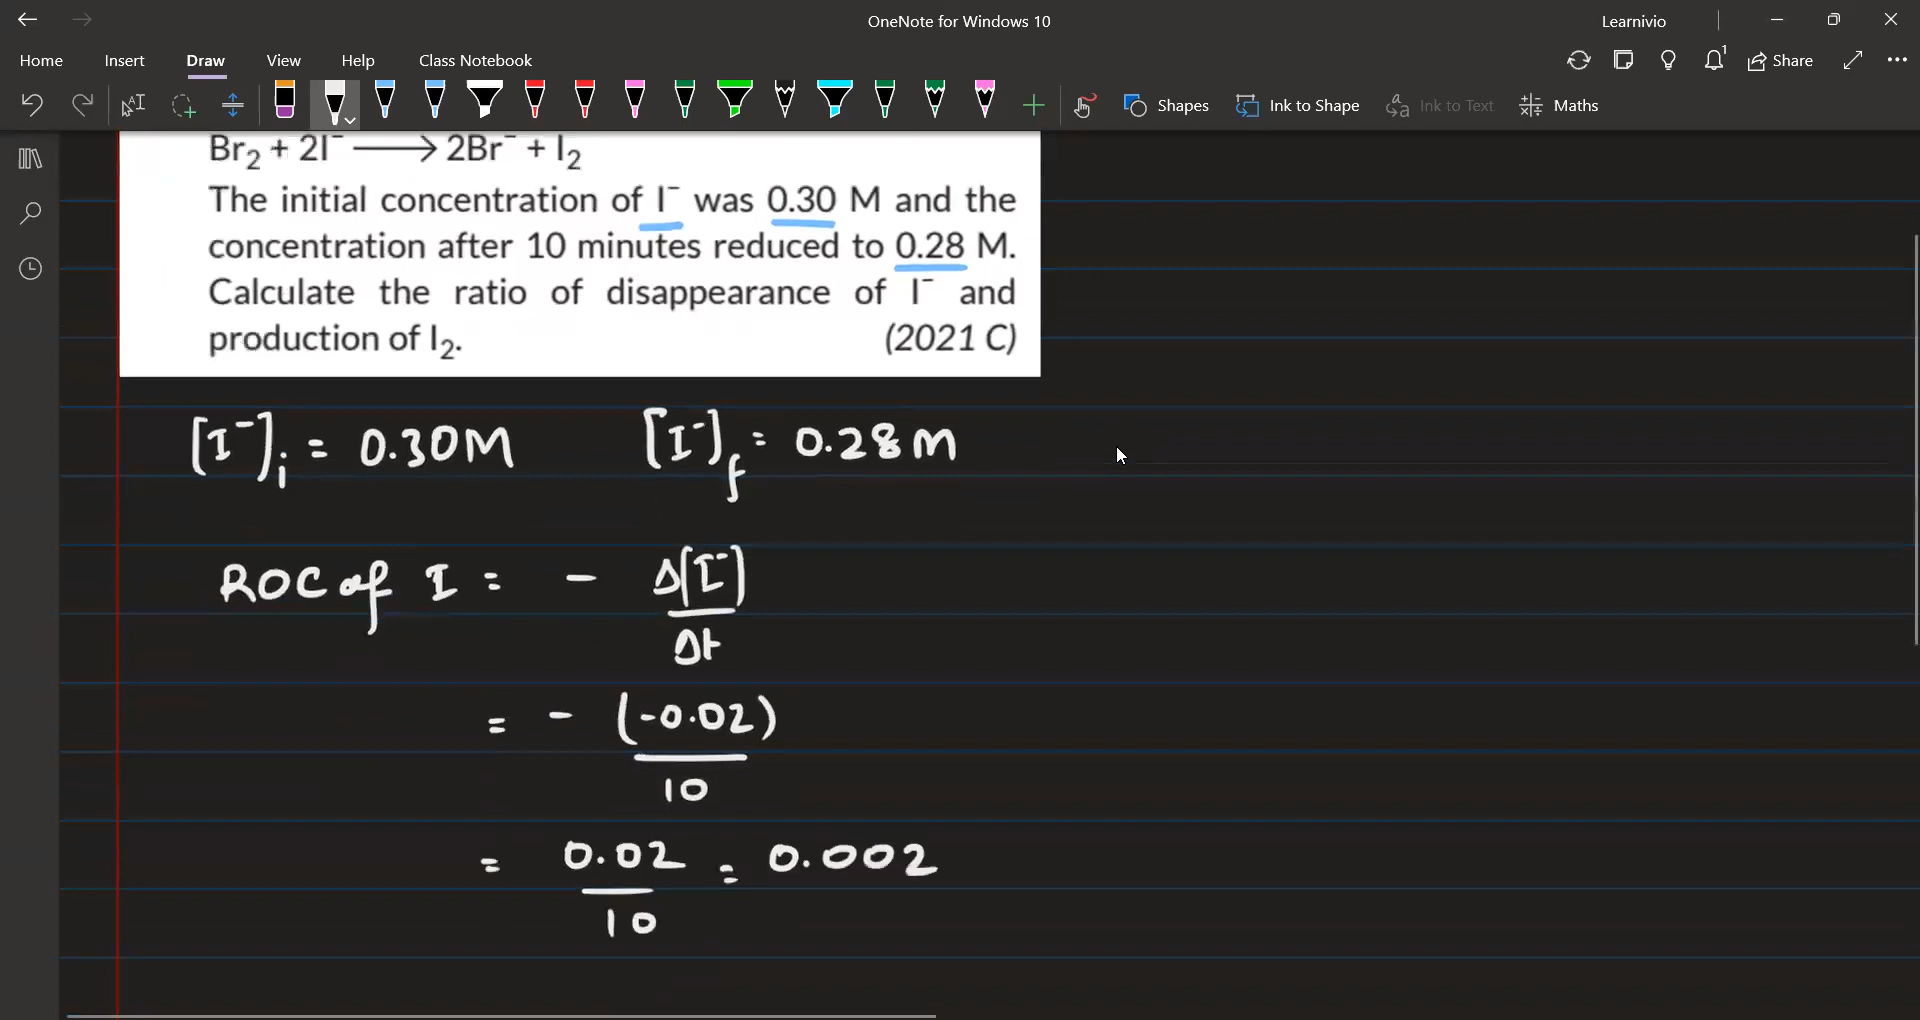 OneNote for Windows 10
Learnivio
Home Insert Draw View Help Class Notebook
1
Share
Shapes Ink to Shape Ink to Text Maths
Br2 + 2I⁻ ⟶ 2Br⁻ + I2
The initial concentration of I⁻ was 0.30 M and the
concentration after 10 minutes reduced to 0.28 M.
Calculate the ratio of disappearance of I⁻ and
production of I2. (2021 C)
[I⁻]i = 0.30M [I⁻]f = 0.28M
ROC of I = - Δ[I⁻]
Δt
= - (-0.02)
10
= 0.02 = 0.002
10